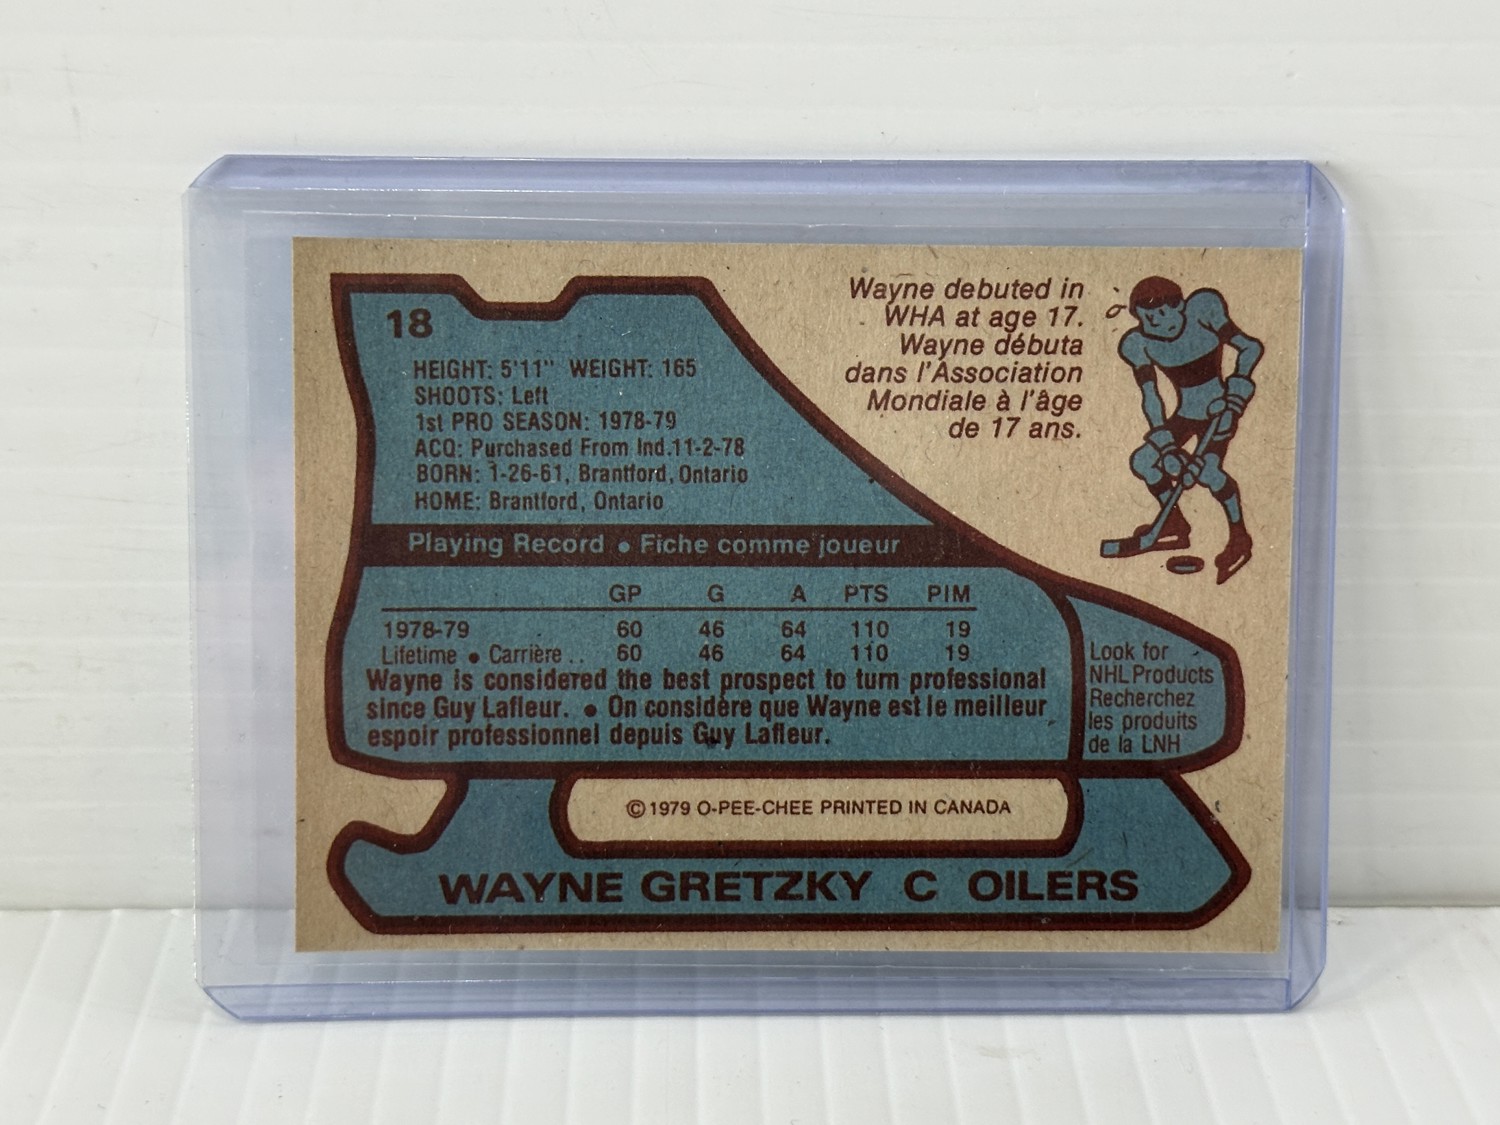 18
HEIGHT: 5'11" WEIGHT: 165
SHOOTS: Left
1st PRO SEASON: 1978-79
ACQ: Purchased From Ind.11-2-78
BORN: 1-26-61, Brantford, Ontario
HOME: Brantford, Ontario
Wayne debuted in
WHA at age 17.
Wayne débuta
dans l'Association
Mondiale à l'âge
de 17 ans.
Playing Record • Fiche comme joueur
GP G A PTS PIM
1978-79 60 46 64 110 19
Lifetime • Carrière .. 60 46 64 110 19
Wayne is considered the best prospect to turn professional
since Guy Lafleur. • On considère que Wayne est le meilleur
espoir professionnel depuis Guy Lafleur.
Look for
NHL Products
Recherchez
les produits
de la LNH
© 1979 O-PEE-CHEE PRINTED IN CANADA
WAYNE GRETZKY C OILERS